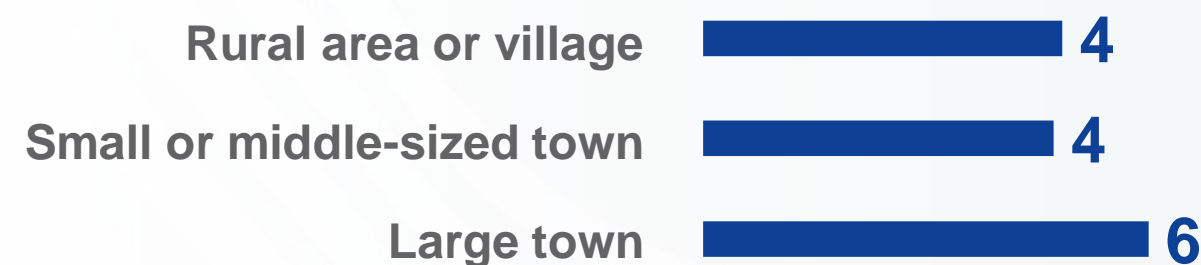 Rural area or village 4
Small or middle-sized town 4
Large town 6